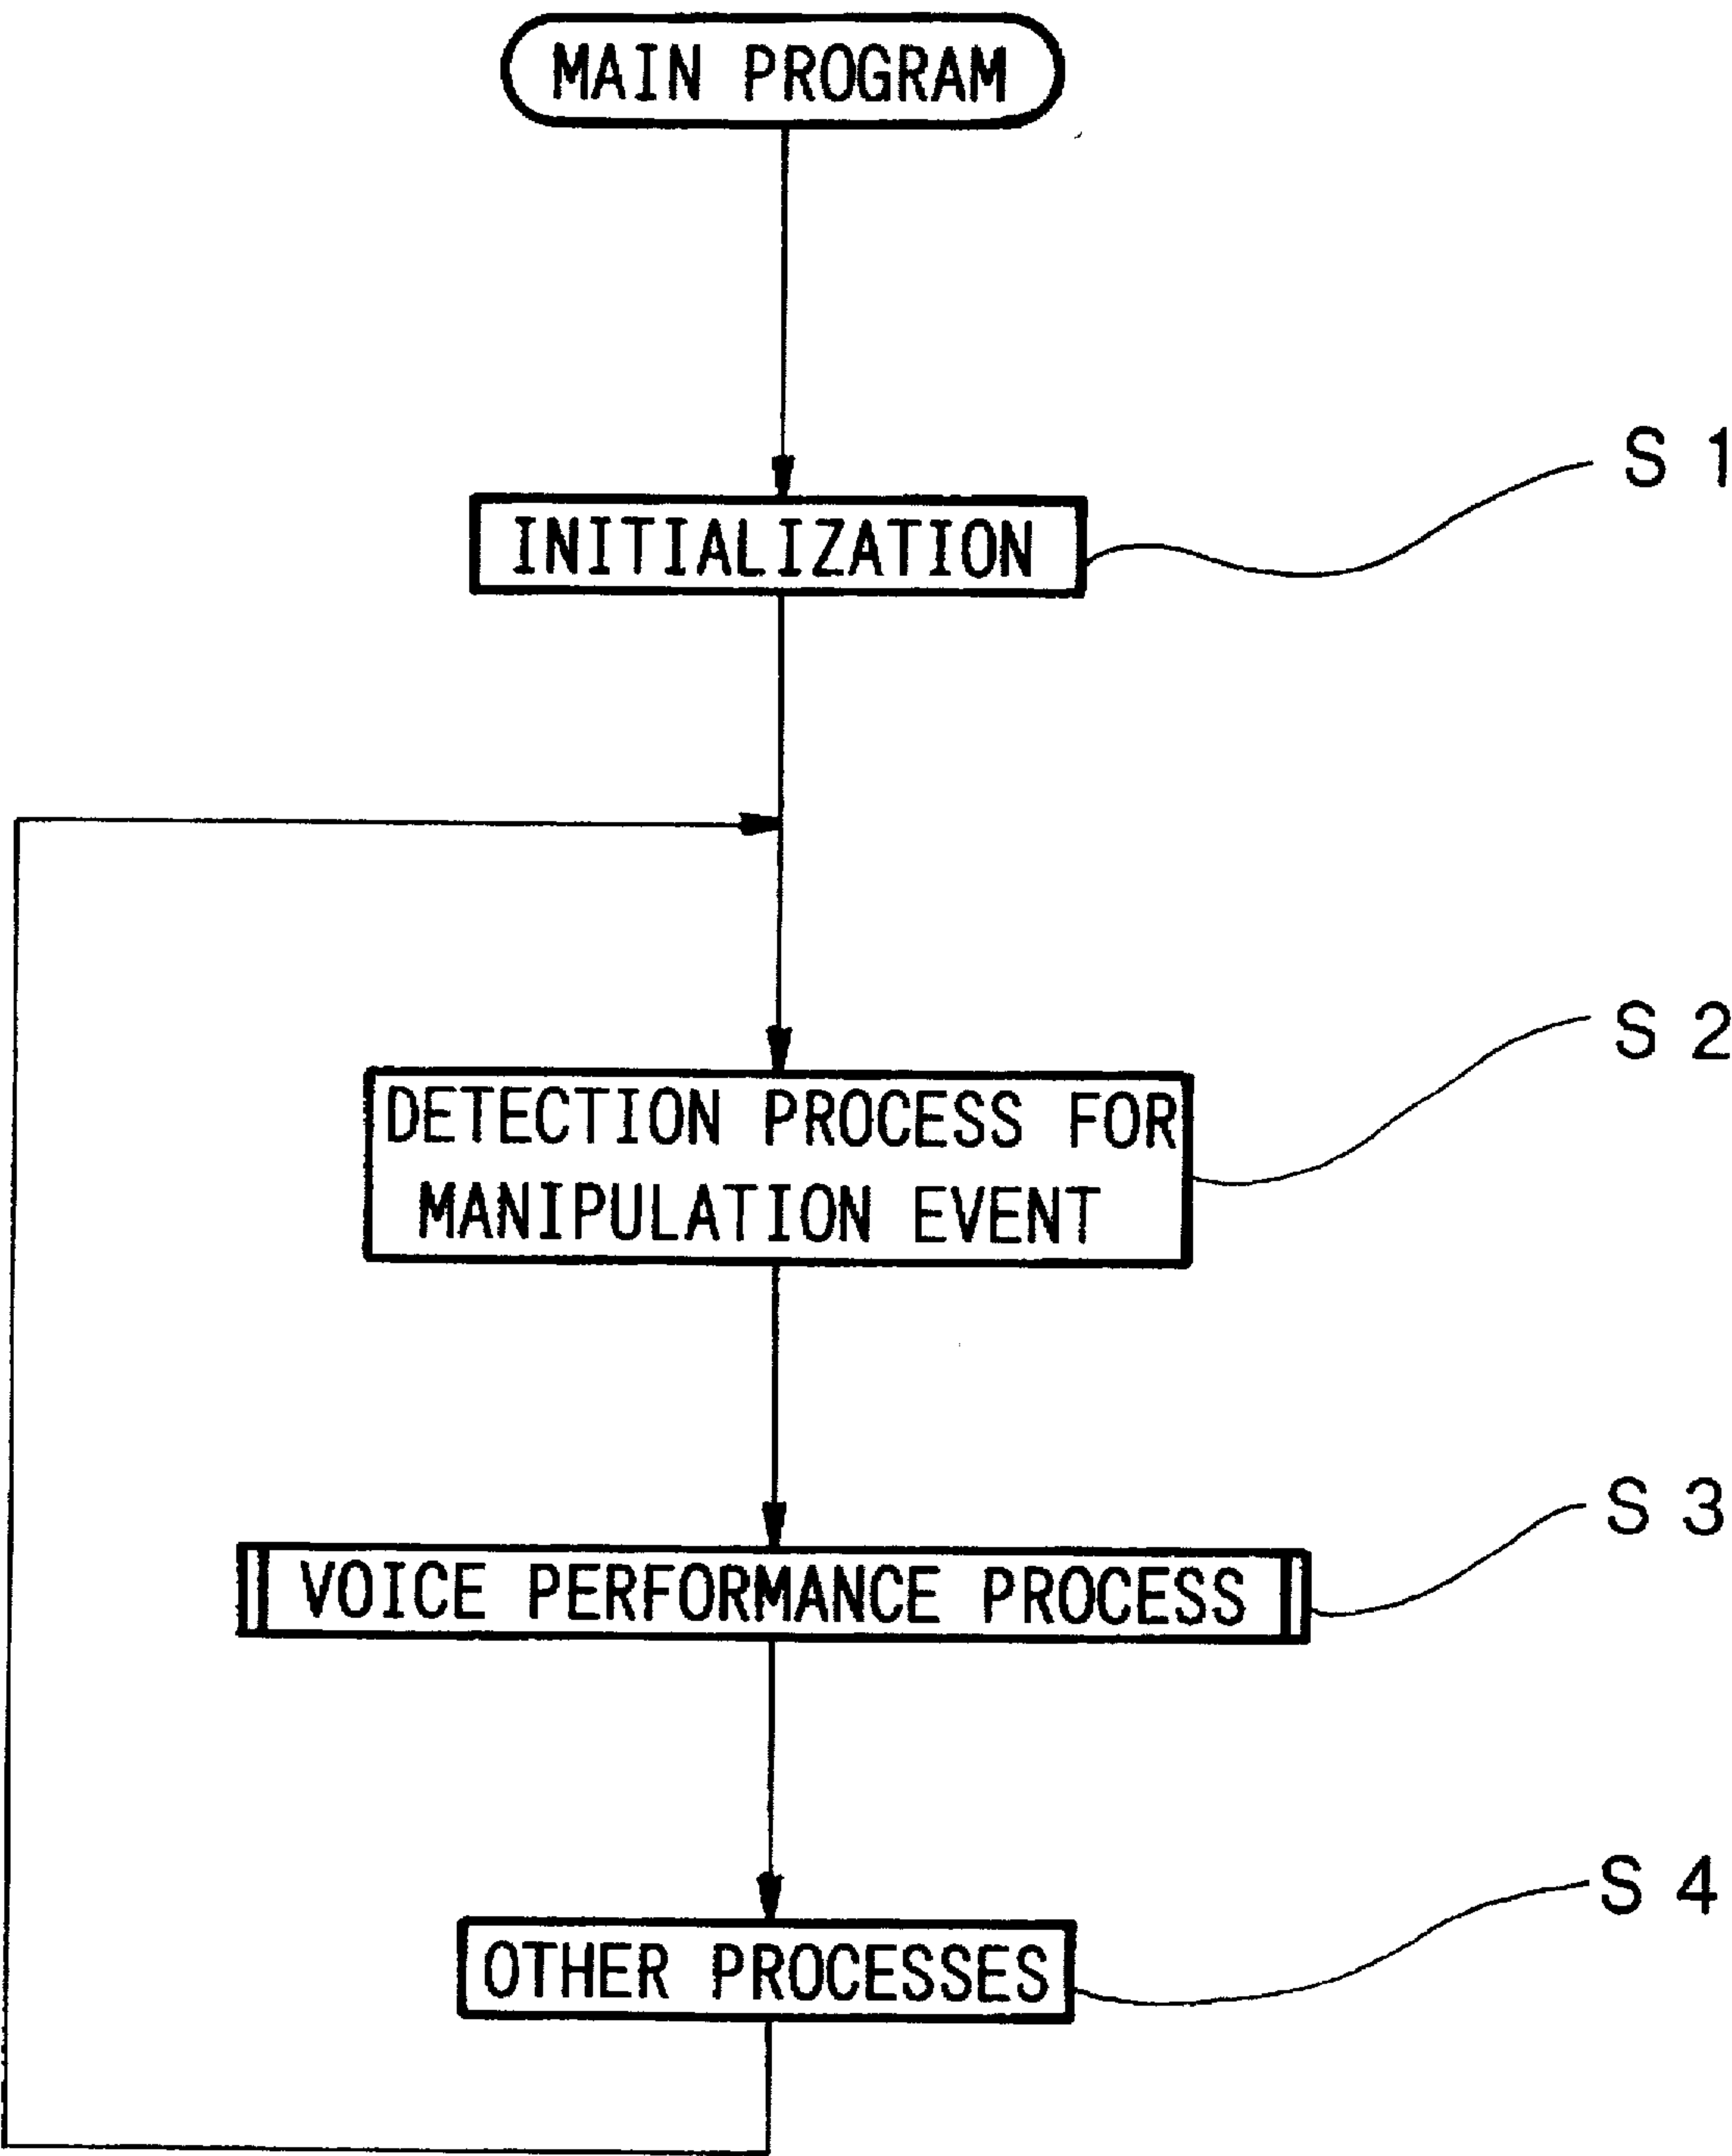 MAIN PROGRAM
S 1
INITIALIZATION
S 2
DETECTION PROCESS FOR
MANIPULATION EVENT
S 3
VOICE PERFORMANCE PROCESS
S 4
OTHER PROCESSES